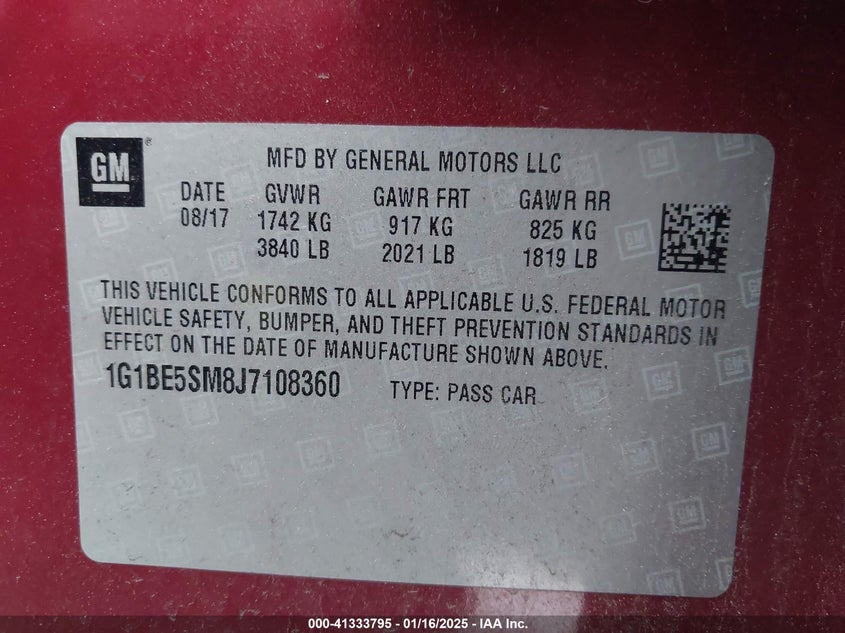 GM ®
MFD BY GENERAL MOTORS LLC
DATE GVWR GAWR FRT GAWR RR
08/17 1742 KG 917 KG 825 KG
3840 LB 2021 LB 1819 LB
THIS VEHICLE CONFORMS TO ALL APPLICABLE U.S. FEDERAL MOTOR
VEHICLE SAFETY, BUMPER, AND THEFT PREVENTION STANDARDS IN
EFFECT ON THE DATE OF MANUFACTURE SHOWN ABOVE.
1G1BE5SM8J7108360 TYPE: PASS CAR
000-41333795 - 01/16/2025 - IAA Inc.